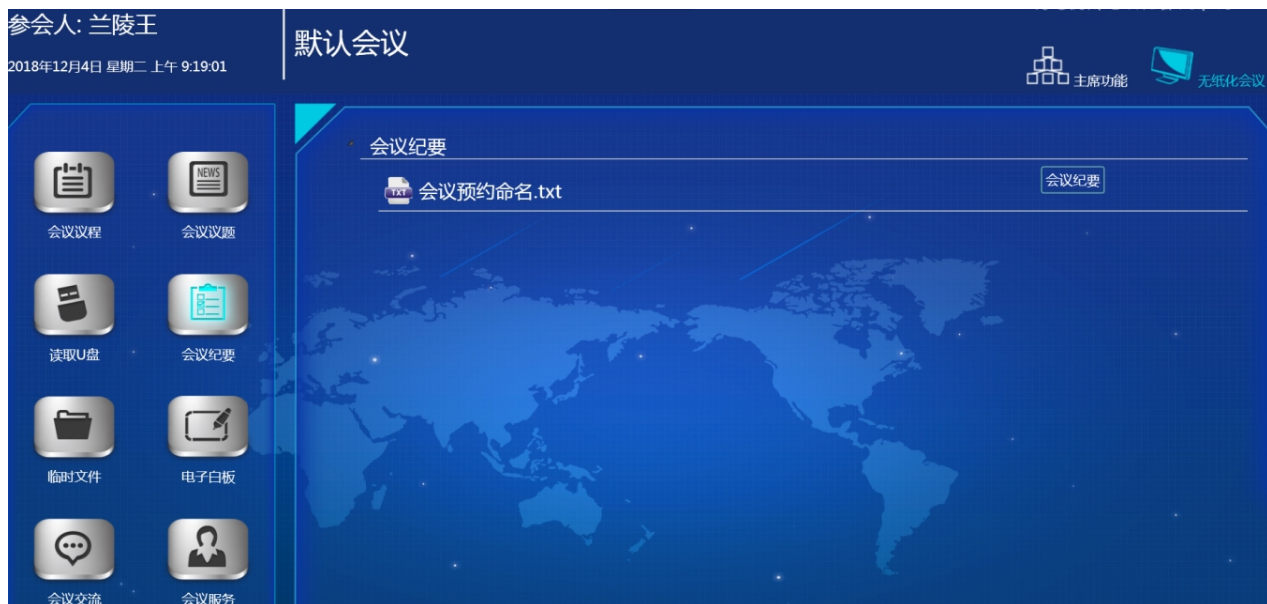 参会人: 兰陵王
2018年12月4日 星期二 上午 9:19:01
默认会议
主席功能
无纸化会议
会议议程
NEWS
会议议题
读取U盘
会议纪要
临时文件
电子白板
会议交流
会议服务
会议纪要
TXT
会议预约命名.txt
会议纪要